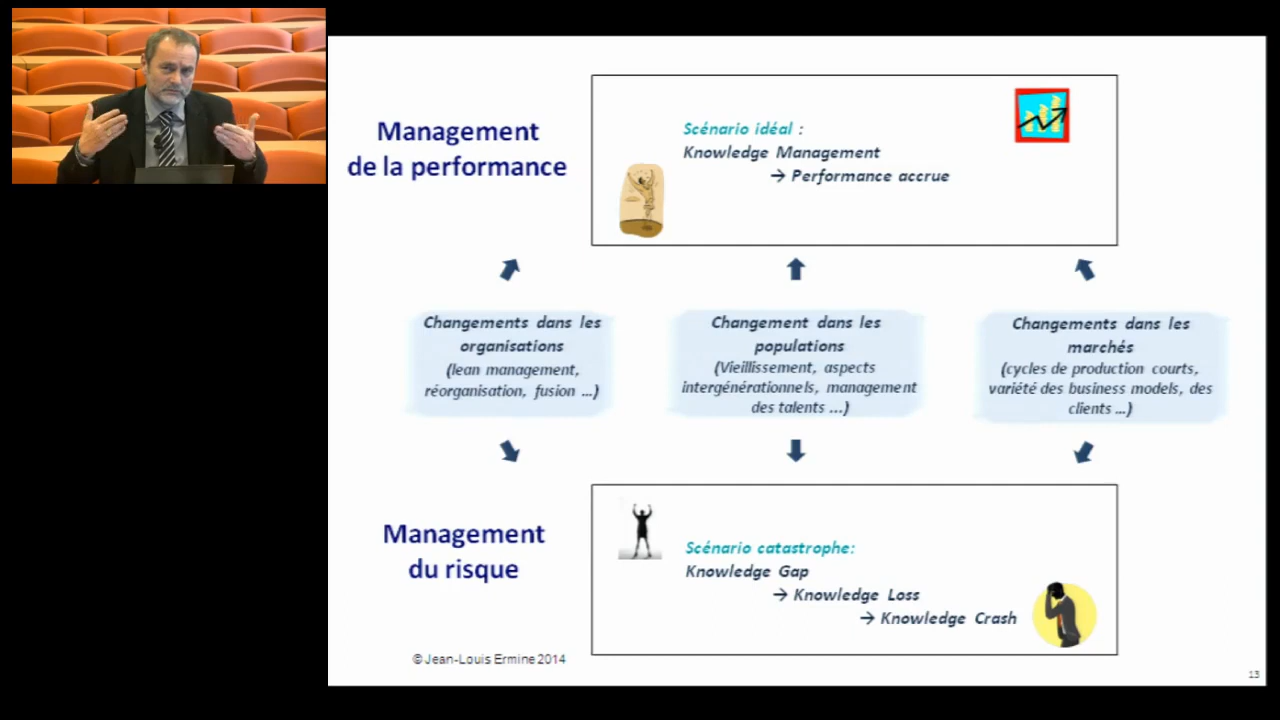 Management
de la performance
Scénario idéal :
Knowledge Management
→ Performance accrue
Changements dans les
organisations
(lean management,
réorganisation, fusion ...)
Changement dans les
populations
(Vieillissement, aspects
intergénérationnels, management
des talents ...)
Changements dans les
marchés
(cycles de production courts,
variété des business models, des
clients ...)
Management
du risque
Scénario catastrophe:
Knowledge Gap
→ Knowledge Loss
→ Knowledge Crash
© Jean-Louis Ermine 2014
13